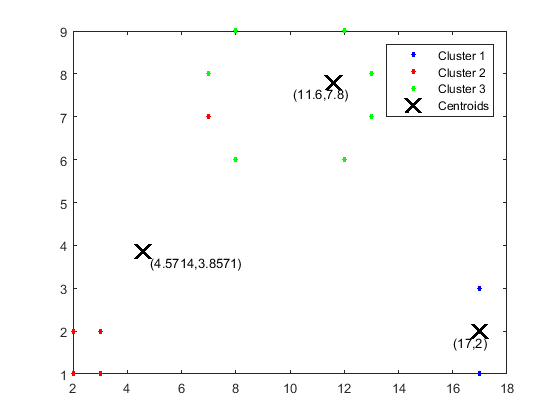 9
8
7
6
5
4
3
2
1
2 4 6 8 10 12 14 16 18
Cluster 1
Cluster 2
Cluster 3
Centroids
(11.6,7.8)
(4.5714,3.8571)
(17,2)